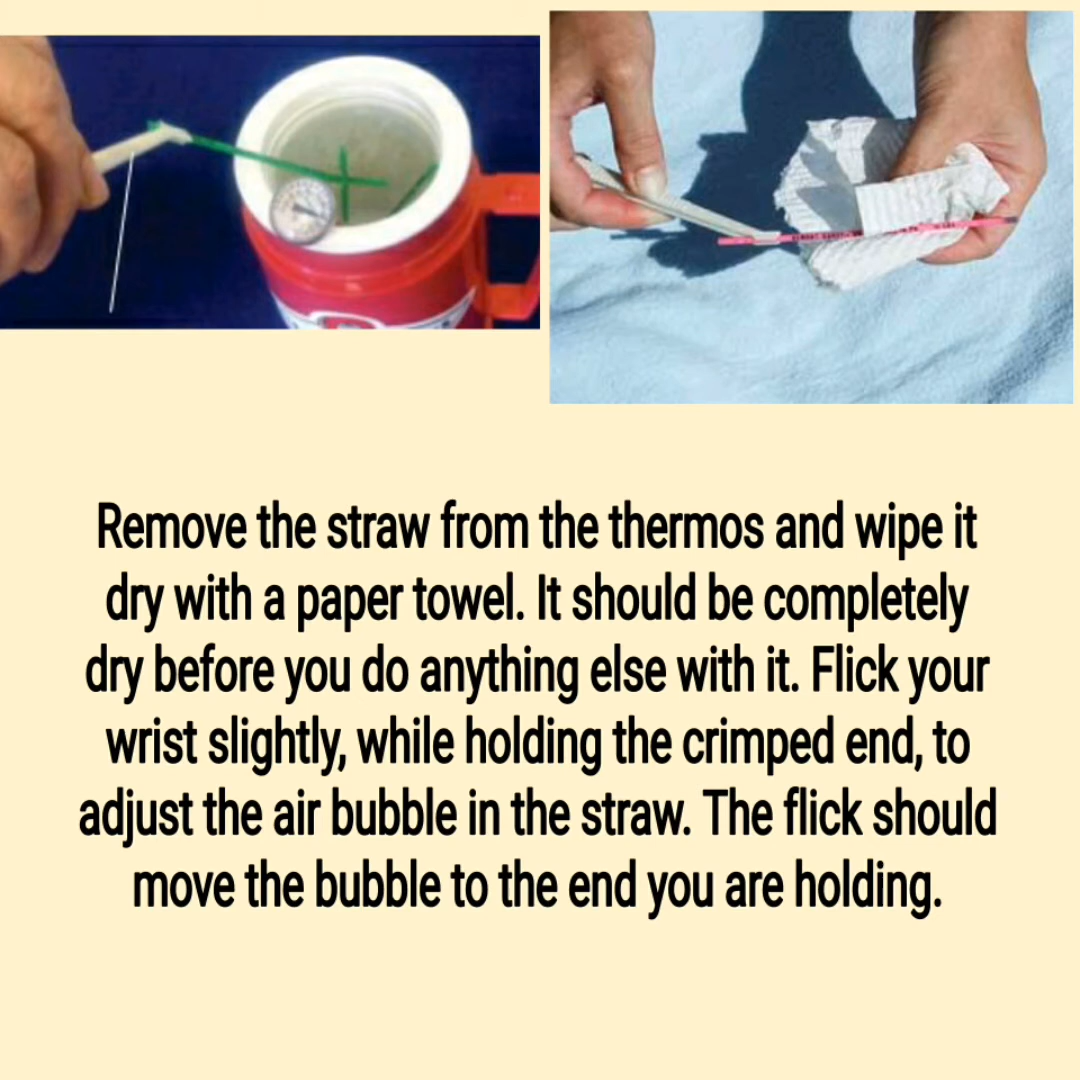 Remove the straw from the thermos and wipe it
dry with a paper towel. It should be completely
dry before you do anything else with it. Flick your
wrist slightly, while holding the crimped end, to
adjust the air bubble in the straw. The flick should
move the bubble to the end you are holding.